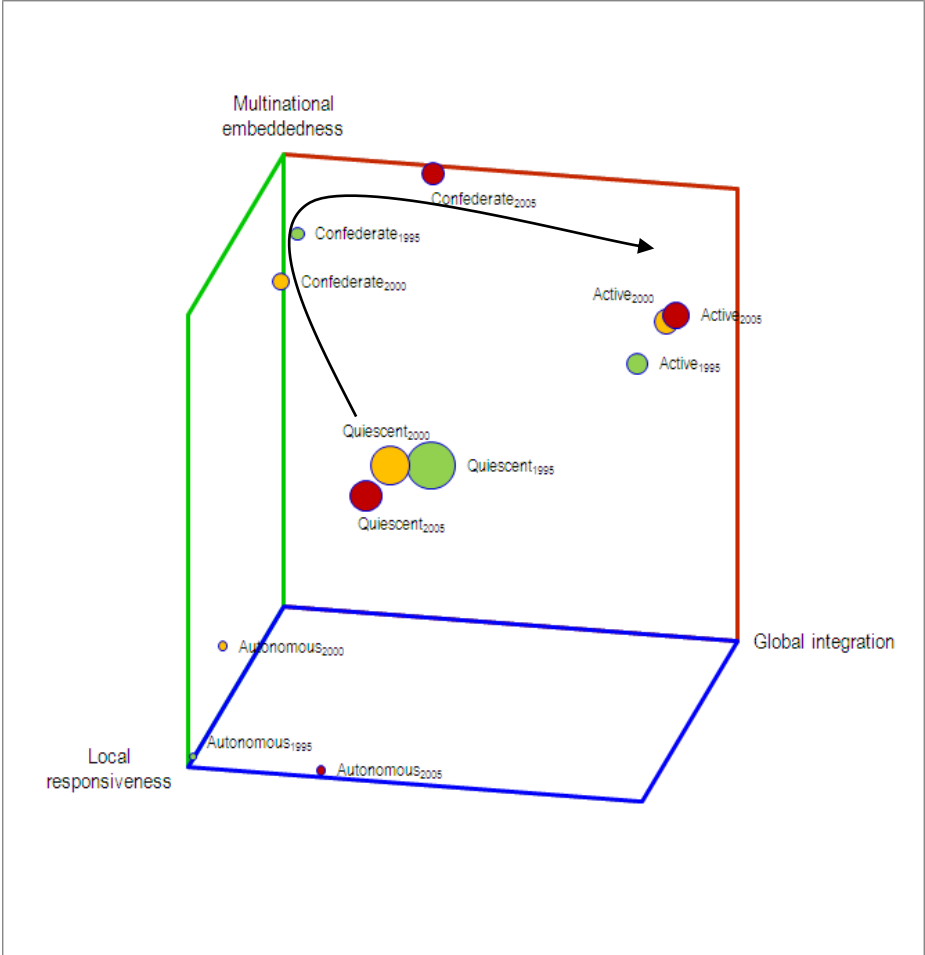 Multinational
embeddedness
Confederate2005
Confederate1995
Confederate2000
Active2000
Active2005
Active1995
Quiescent2000
Quiescent1995
Quiescent2005
Global integration
Autonomous2000
Autonomous1995
Local
responsiveness
Autonomous2005